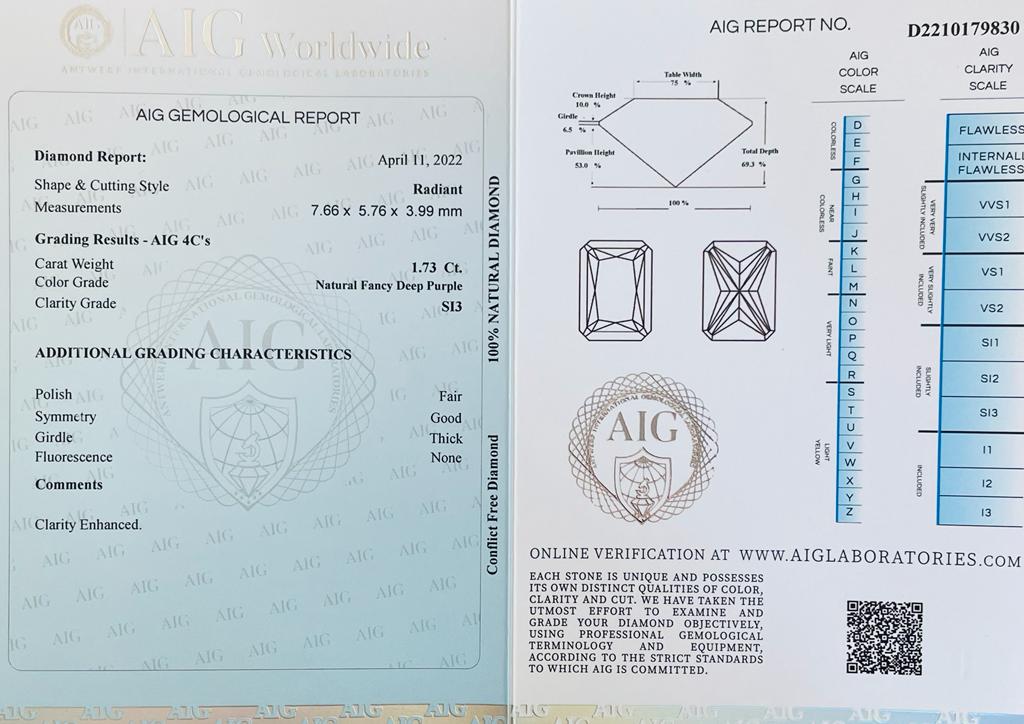 AIG Worldwide
ANTWERP INTERNATIONAL GEMOLOGICAL LABORATORIES
AIG GEMOLOGICAL REPORT
Diamond Report: April 11, 2022
Shape & Cutting Style Radiant
Measurements 7.66 x 5.76 x 3.99 mm
Grading Results - AIG 4C's
Carat Weight 1.73 Ct.
Color Grade Natural Fancy Deep Purple
Clarity Grade SI3
ADDITIONAL GRADING CHARACTERISTICS
Polish Fair
Symmetry Good
Girdle Thick
Fluorescence None
Comments
Clarity Enhanced.
100% NATURAL DIAMOND
Conflict Free Diamond
AIG REPORT NO. D2210179830
Table Width
75 %
Crown Height
10.0 %
Girdle
6.5 %
Pavillion Height
53.0 %
Total Depth
69.3 %
100 %
AIG
COLOR
SCALE
COLORLESS
D
E
F
NEAR
COLORLESS
G
H
I
J
FAINT
K
L
M
VERY LIGHT
N
O
P
Q
R
LIGHT
YELLOW
S
T
U
V
W
X
Y
Z
AIG
CLARITY
SCALE
FLAWLESS
INTERNALL
FLAWLESS
VERY VERY
SLIGHTLY INCLUDED
VVS1
VVS2
VERY SLIGHTLY
INCLUDED
VS1
VS2
SLIGHTLY
INCLUDED
SI1
SI2
SI3
INCLUDED
I1
I2
I3
AIG
ONLINE VERIFICATION AT WWW.AIGLABORATORIES.COM
EACH STONE IS UNIQUE AND POSSESSES
ITS OWN DISTINCT QUALITIES OF COLOR,
CLARITY AND CUT. WE HAVE TAKEN THE
UTMOST EFFORT TO EXAMINE AND
GRADE YOUR DIAMOND OBJECTIVELY,
USING PROFESSIONAL GEMOLOGICAL
TERMINOLOGY AND EQUIPMENT,
ACCORDING TO THE STRICT STANDARDS
TO WHICH AIG IS COMMITTED.